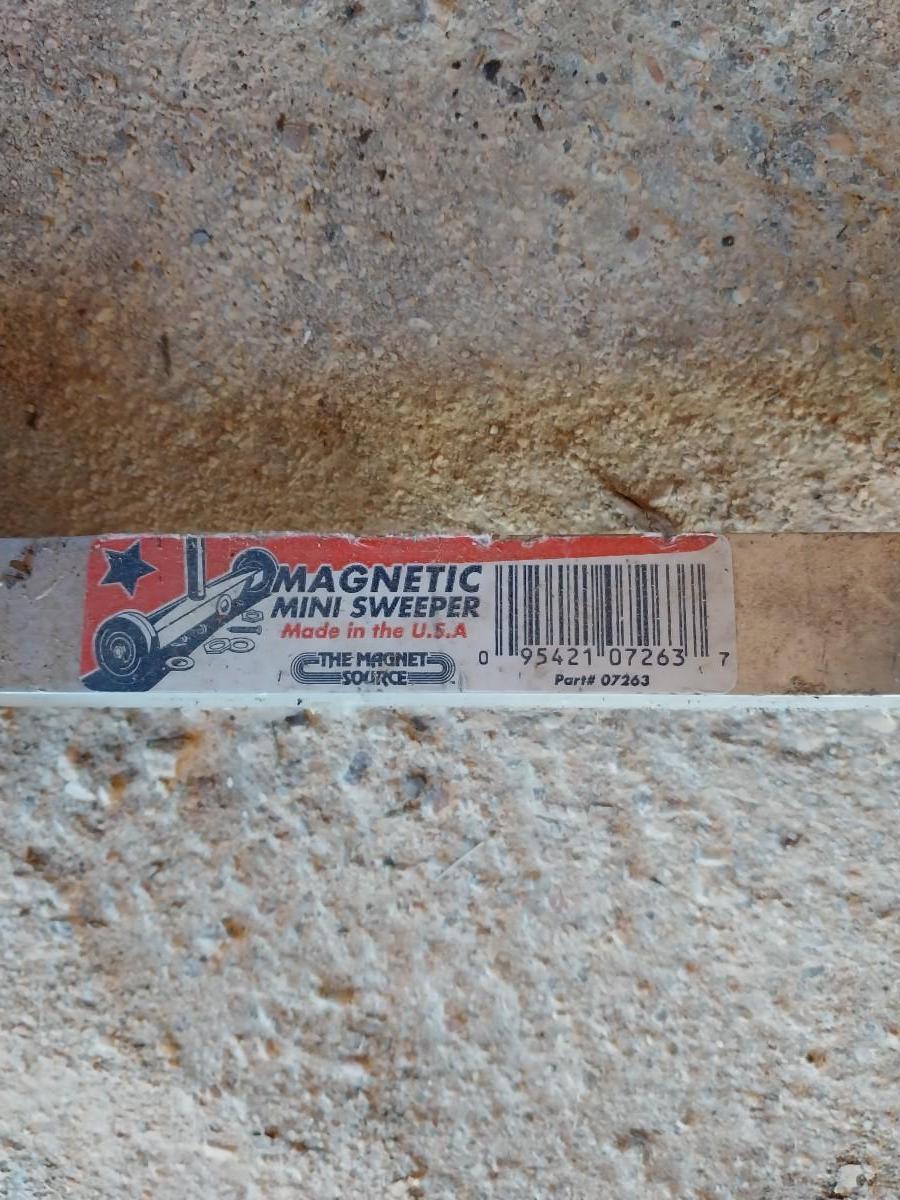 MAGNETIC
MINI SWEEPER
Made in the U.S.A
THE MAGNET
SOURCE
0 95421 07263 7
Part# 07263